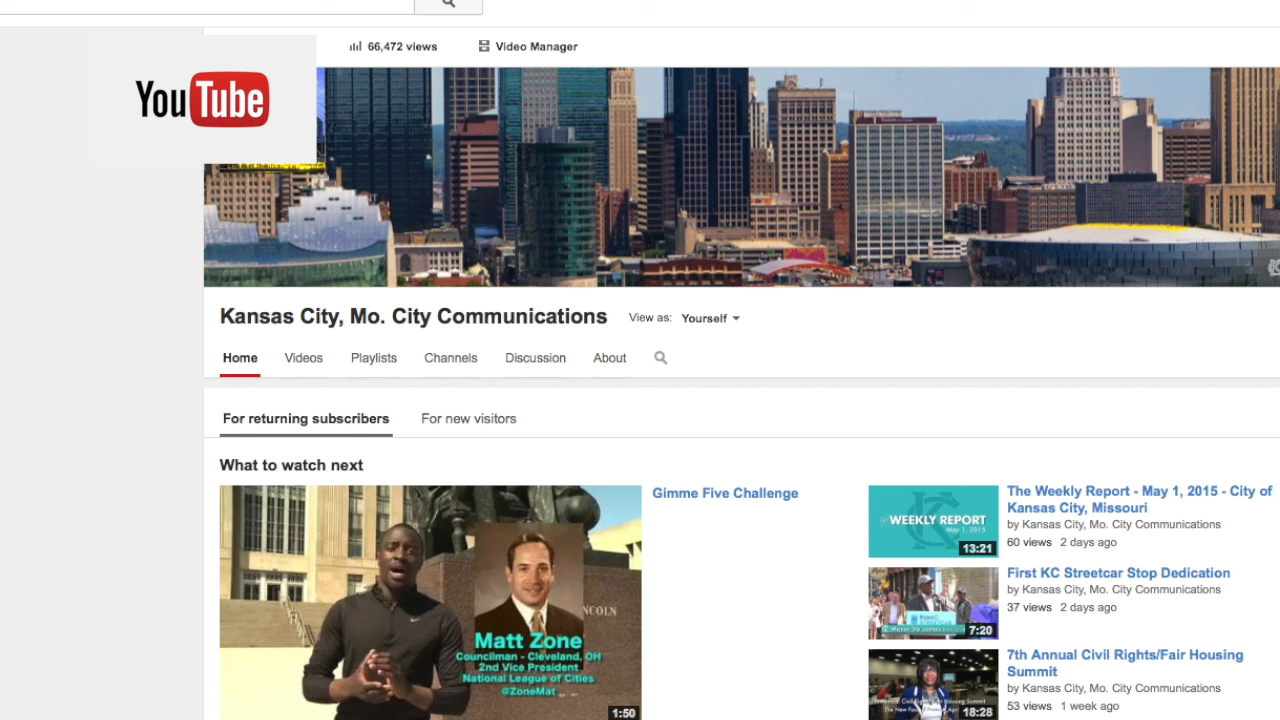 66,472 views
Video Manager
YouTube
Kansas City, Mo. City Communications
View as: Yourself
Home Videos Playlists Channels Discussion About
For returning subscribers
For new visitors
What to watch next
NCOLN
Matt Zone
Councilman - Cleveland, OH
2nd Vice President
National League of Cities
@ZoneMat
1:50
Gimme Five Challenge
WEEKLY REPORT
May 1, 2015
13:21
The Weekly Report - May 1, 2015 - City of
Kansas City, Missouri
by Kansas City, Mo. City Communications
60 views 2 days ago
7:20
First KC Streetcar Stop Dedication
by Kansas City, Mo. City Communications
37 views 2 days ago
18:28
7th Annual Civil Rights/Fair Housing
Summit
by Kansas City, Mo. City Communications
53 views 1 week ago